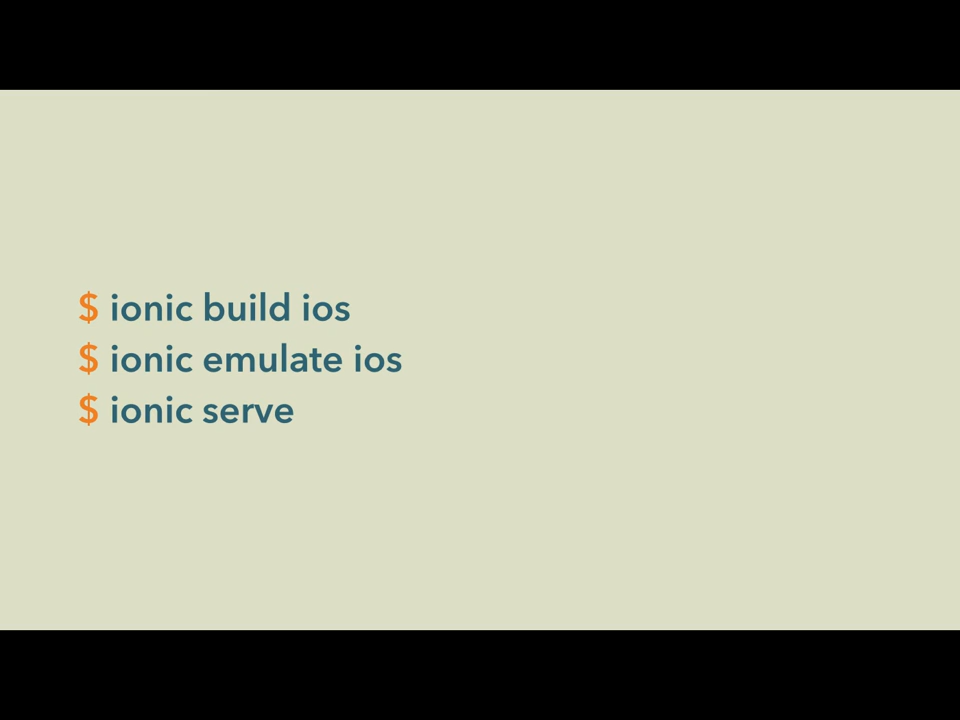 $ ionic build ios
$ ionic emulate ios
$ ionic serve